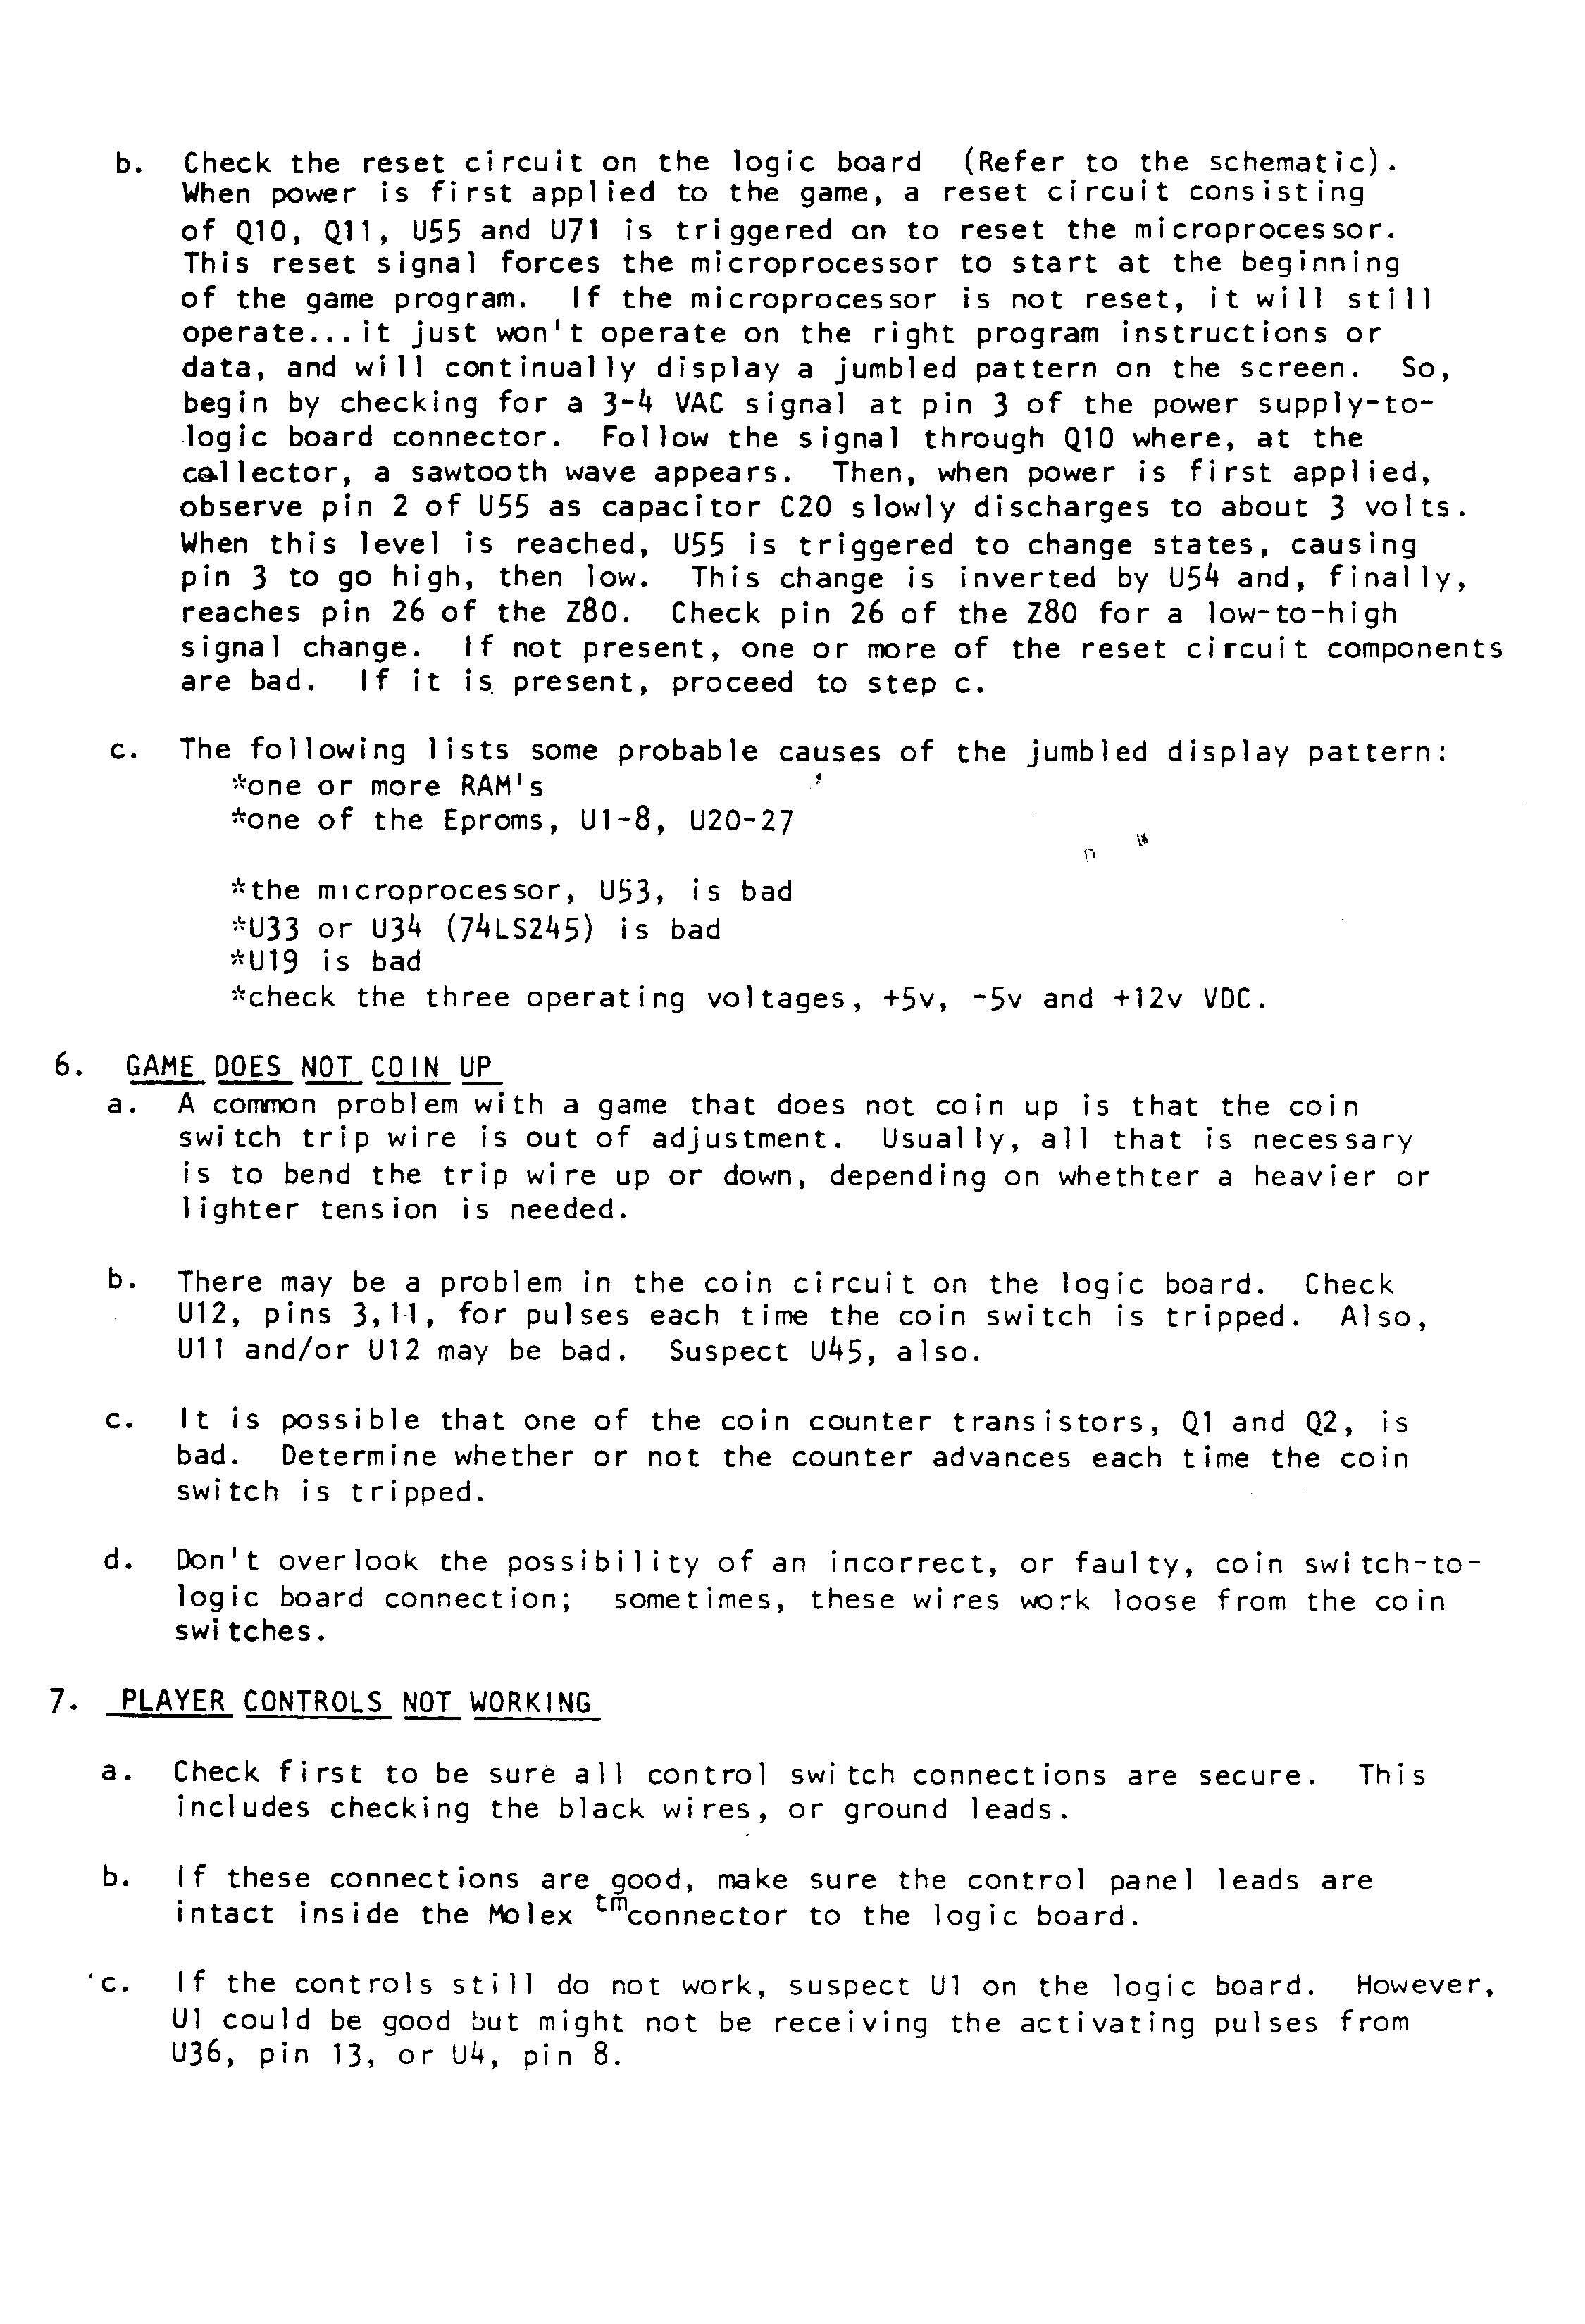 b. Check the reset circuit on the logic board (Refer to the schematic).
When power is first applied to the game, a reset circuit consisting
of Q10, Q11, U55 and U71 is triggered on to reset the microprocessor.
This reset signal forces the microprocessor to start at the beginning
of the game program. If the microprocessor is not reset, it will still
operate...it just won't operate on the right program instructions or
data, and will continually display a jumbled pattern on the screen. So,
begin by checking for a 3-4 VAC signal at pin 3 of the power supply-to-
logic board connector. Follow the signal through Q10 where, at the
collector, a sawtooth wave appears. Then, when power is first applied,
observe pin 2 of U55 as capacitor C20 slowly discharges to about 3 volts.
When this level is reached, U55 is triggered to change states, causing
pin 3 to go high, then low. This change is inverted by U54 and, finally,
reaches pin 26 of the Z80. Check pin 26 of the Z80 for a low-to-high
signal change. If not present, one or more of the reset circuit components
are bad. If it is present, proceed to step c.
c. The following lists some probable causes of the jumbled display pattern:
*one or more RAM's
*one of the Eproms, U1-8, U20-27
*the microprocessor, U53, is bad
*U33 or U34 (74LS245) is bad
*U19 is bad
*check the three operating voltages, +5v, -5v and +12v VDC.
6. GAME DOES NOT COIN UP
a. A common problem with a game that does not coin up is that the coin
switch trip wire is out of adjustment. Usually, all that is necessary
is to bend the trip wire up or down, depending on whethter a heavier or
lighter tension is needed.
b. There may be a problem in the coin circuit on the logic board. Check
U12, pins 3,11, for pulses each time the coin switch is tripped. Also,
U11 and/or U12 may be bad. Suspect U45, also.
c. It is possible that one of the coin counter transistors, Q1 and Q2, is
bad. Determine whether or not the counter advances each time the coin
switch is tripped.
d. Don't overlook the possibility of an incorrect, or faulty, coin switch-to-
logic board connection; sometimes, these wires work loose from the coin
switches.
7. PLAYER CONTROLS NOT WORKING
a. Check first to be sure all control switch connections are secure. This
includes checking the black wires, or ground leads.
b. If these connections are good, make sure the control panel leads are
intact inside the Molex tm connector to the logic board.
c. If the controls still do not work, suspect U1 on the logic board. However,
U1 could be good but might not be receiving the activating pulses from
U36, pin 13, or U4, pin 8.